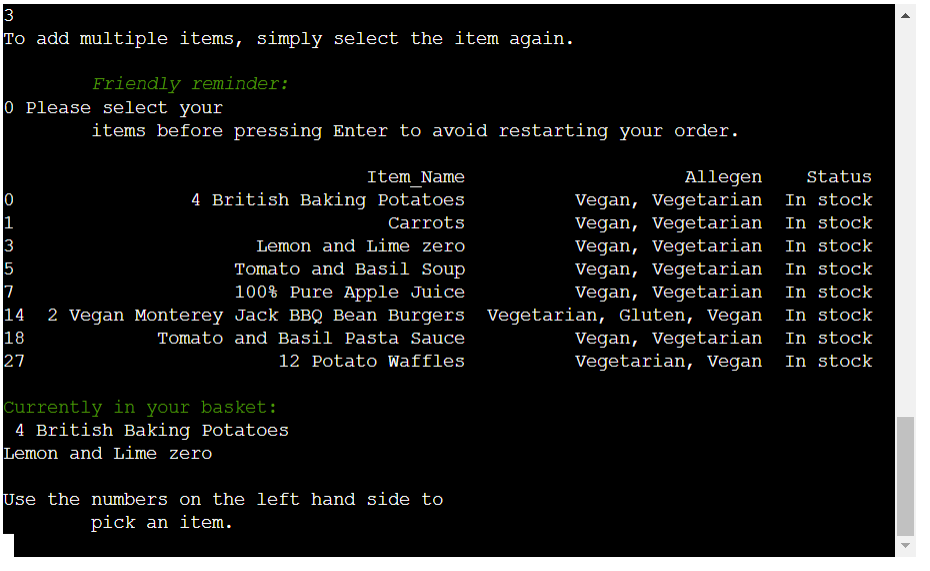 3
To add multiple items, simply select the item again.
Friendly reminder:
0 Please select your
items before pressing Enter to avoid restarting your order.
Item_Name Allegen Status
0 4 British Baking Potatoes Vegan, Vegetarian In stock
1 Carrots Vegan, Vegetarian In stock
3 Lemon and Lime zero Vegan, Vegetarian In stock
5 Tomato and Basil Soup Vegan, Vegetarian In stock
7 100% Pure Apple Juice Vegan, Vegetarian In stock
14 2 Vegan Monterey Jack BBQ Bean Burgers Vegetarian, Gluten, Vegan In stock
18 Tomato and Basil Pasta Sauce Vegan, Vegetarian In stock
27 12 Potato Waffles Vegetarian, Vegan In stock
Currently in your basket:
4 British Baking Potatoes
Lemon and Lime zero
Use the numbers on the left hand side to
pick an item.